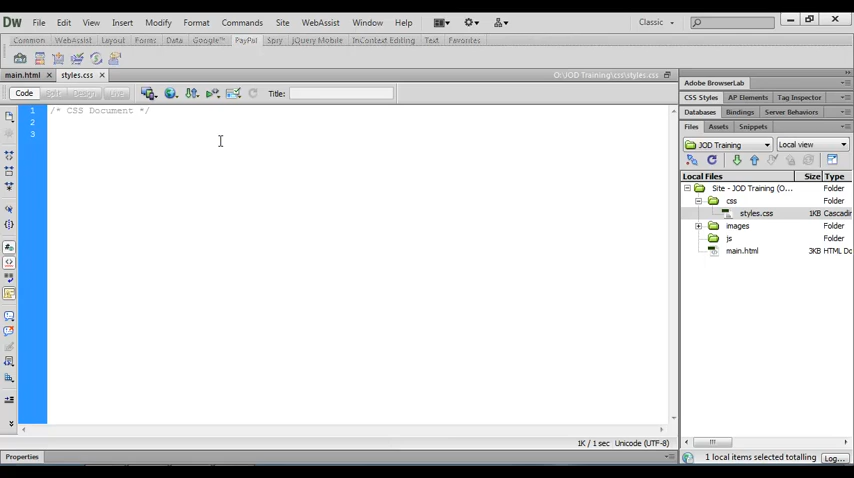 Dw File Edit View Insert Modify Format Commands Site WebAssist Window Help Classic
Common WebAssist Layout Forms Data Google™ PayPal Spry jQuery Mobile InContext Editing Text Favorites
main.html styles.css O:\JOD Training\css\styles.css
Code Split Design Live Title:
1 /* CSS Document */
2
3
Adobe BrowserLab
CSS Styles AP Elements Tag Inspector
Databases Bindings Server Behaviors
Files Assets Snippets
JOD Training Local view
Local Files Size Type
Site - JOD Training (O... Folder
css Folder
styles.css 1KB Cascadin
images Folder
js Folder
main.html 3KB HTML Do
1K / 1 sec Unicode (UTF-8)
Properties
1 local items selected totalling Log...